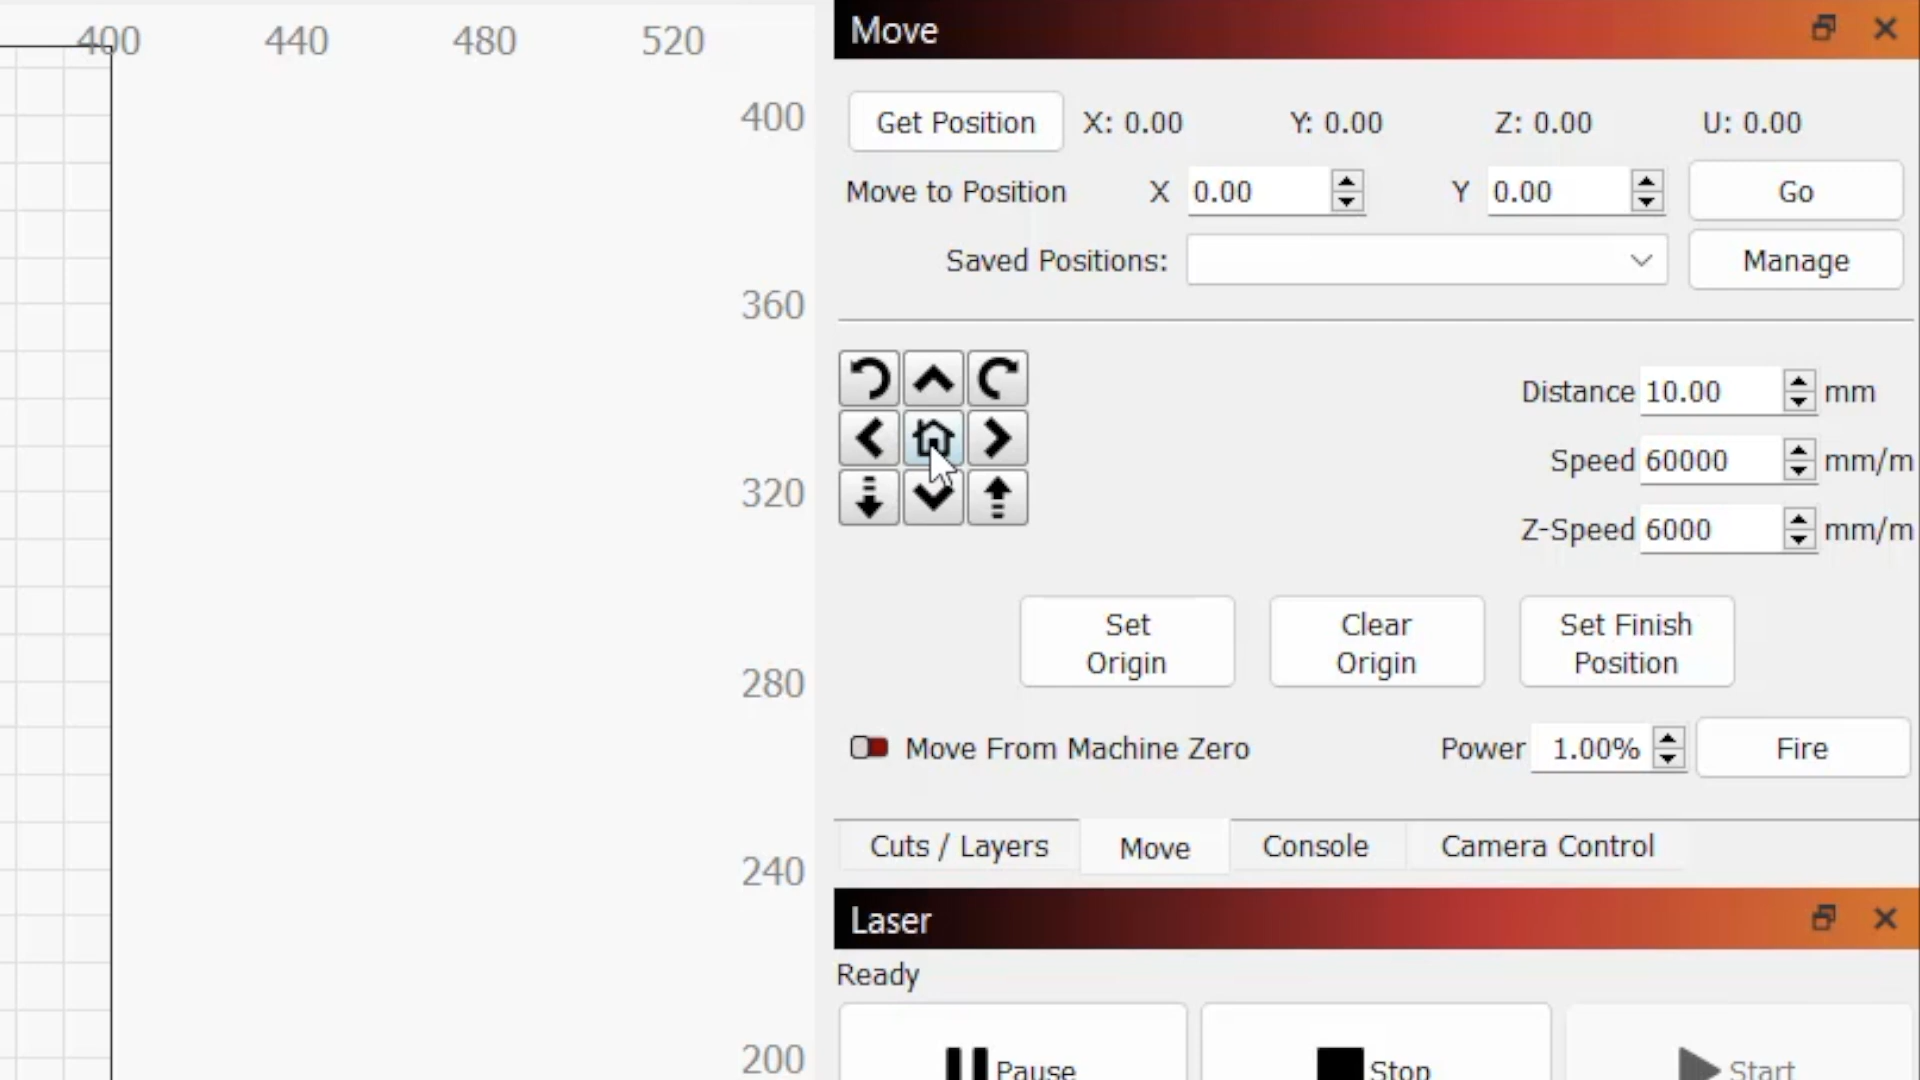 400 440 480 520
400
360
320
280
240
200
Move
Get Position X: 0.00 Y: 0.00 Z: 0.00 U: 0.00
Move to Position X 0.00 Y 0.00 Go
Saved Positions: Manage
Distance 10.00 mm
Speed 60000 mm/m
Z-Speed 6000 mm/m
Set Origin
Clear Origin
Set Finish Position
Move From Machine Zero Power 1.00% Fire
Cuts / Layers Move Console Camera Control
Laser
Ready
Pause Stop Start